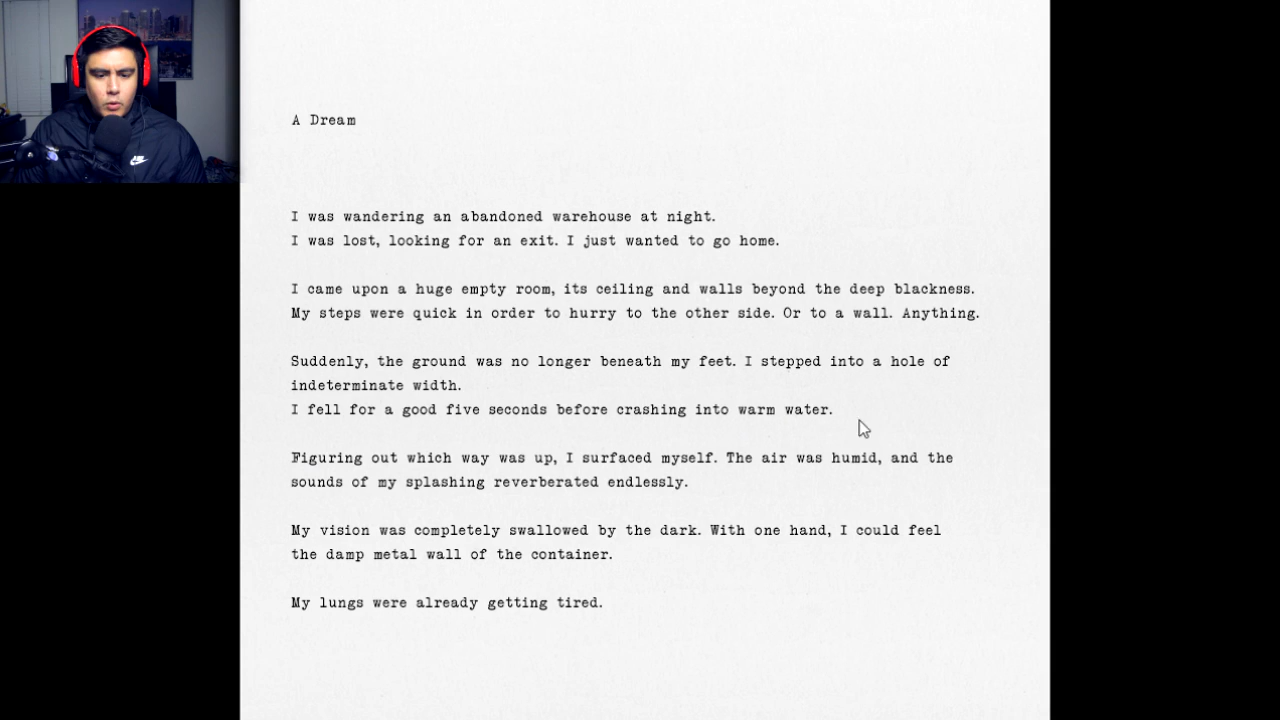 A Dream
I was wandering an abandoned warehouse at night.
I was lost, looking for an exit. I just wanted to go home.
I came upon a huge empty room, its ceiling and walls beyond the deep blackness.
My steps were quick in order to hurry to the other side. Or to a wall. Anything.
Suddenly, the ground was no longer beneath my feet. I stepped into a hole of
indeterminate width.
I fell for a good five seconds before crashing into warm water.
Figuring out which way was up, I surfaced myself. The air was humid, and the
sounds of my splashing reverberated endlessly.
My vision was completely swallowed by the dark. With one hand, I could feel
the damp metal wall of the container.
My lungs were already getting tired.